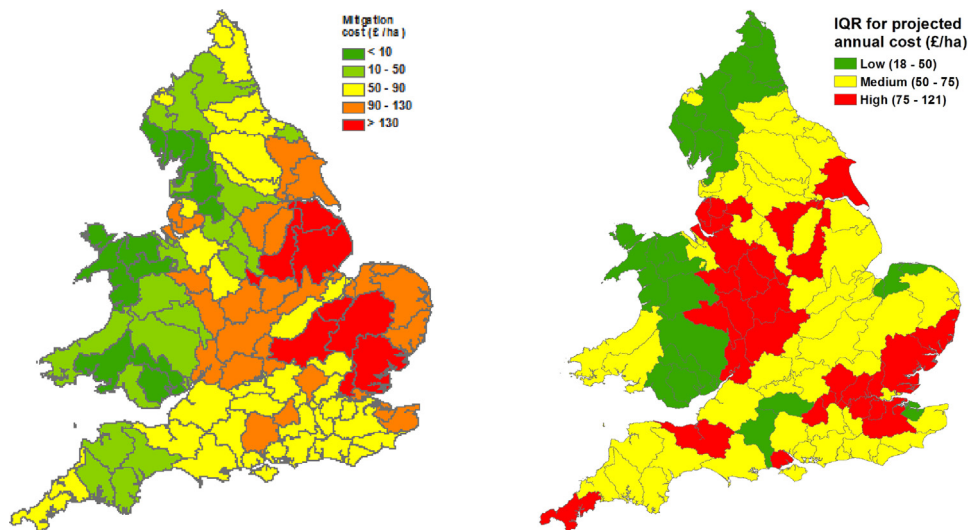 Mitigation
cost (£ /ha)
< 10
10 - 50
50 - 90
90 - 130
> 130
IQR for projected
annual cost (£/ha)
Low (18 - 50)
Medium (50 - 75)
High (75 - 121)